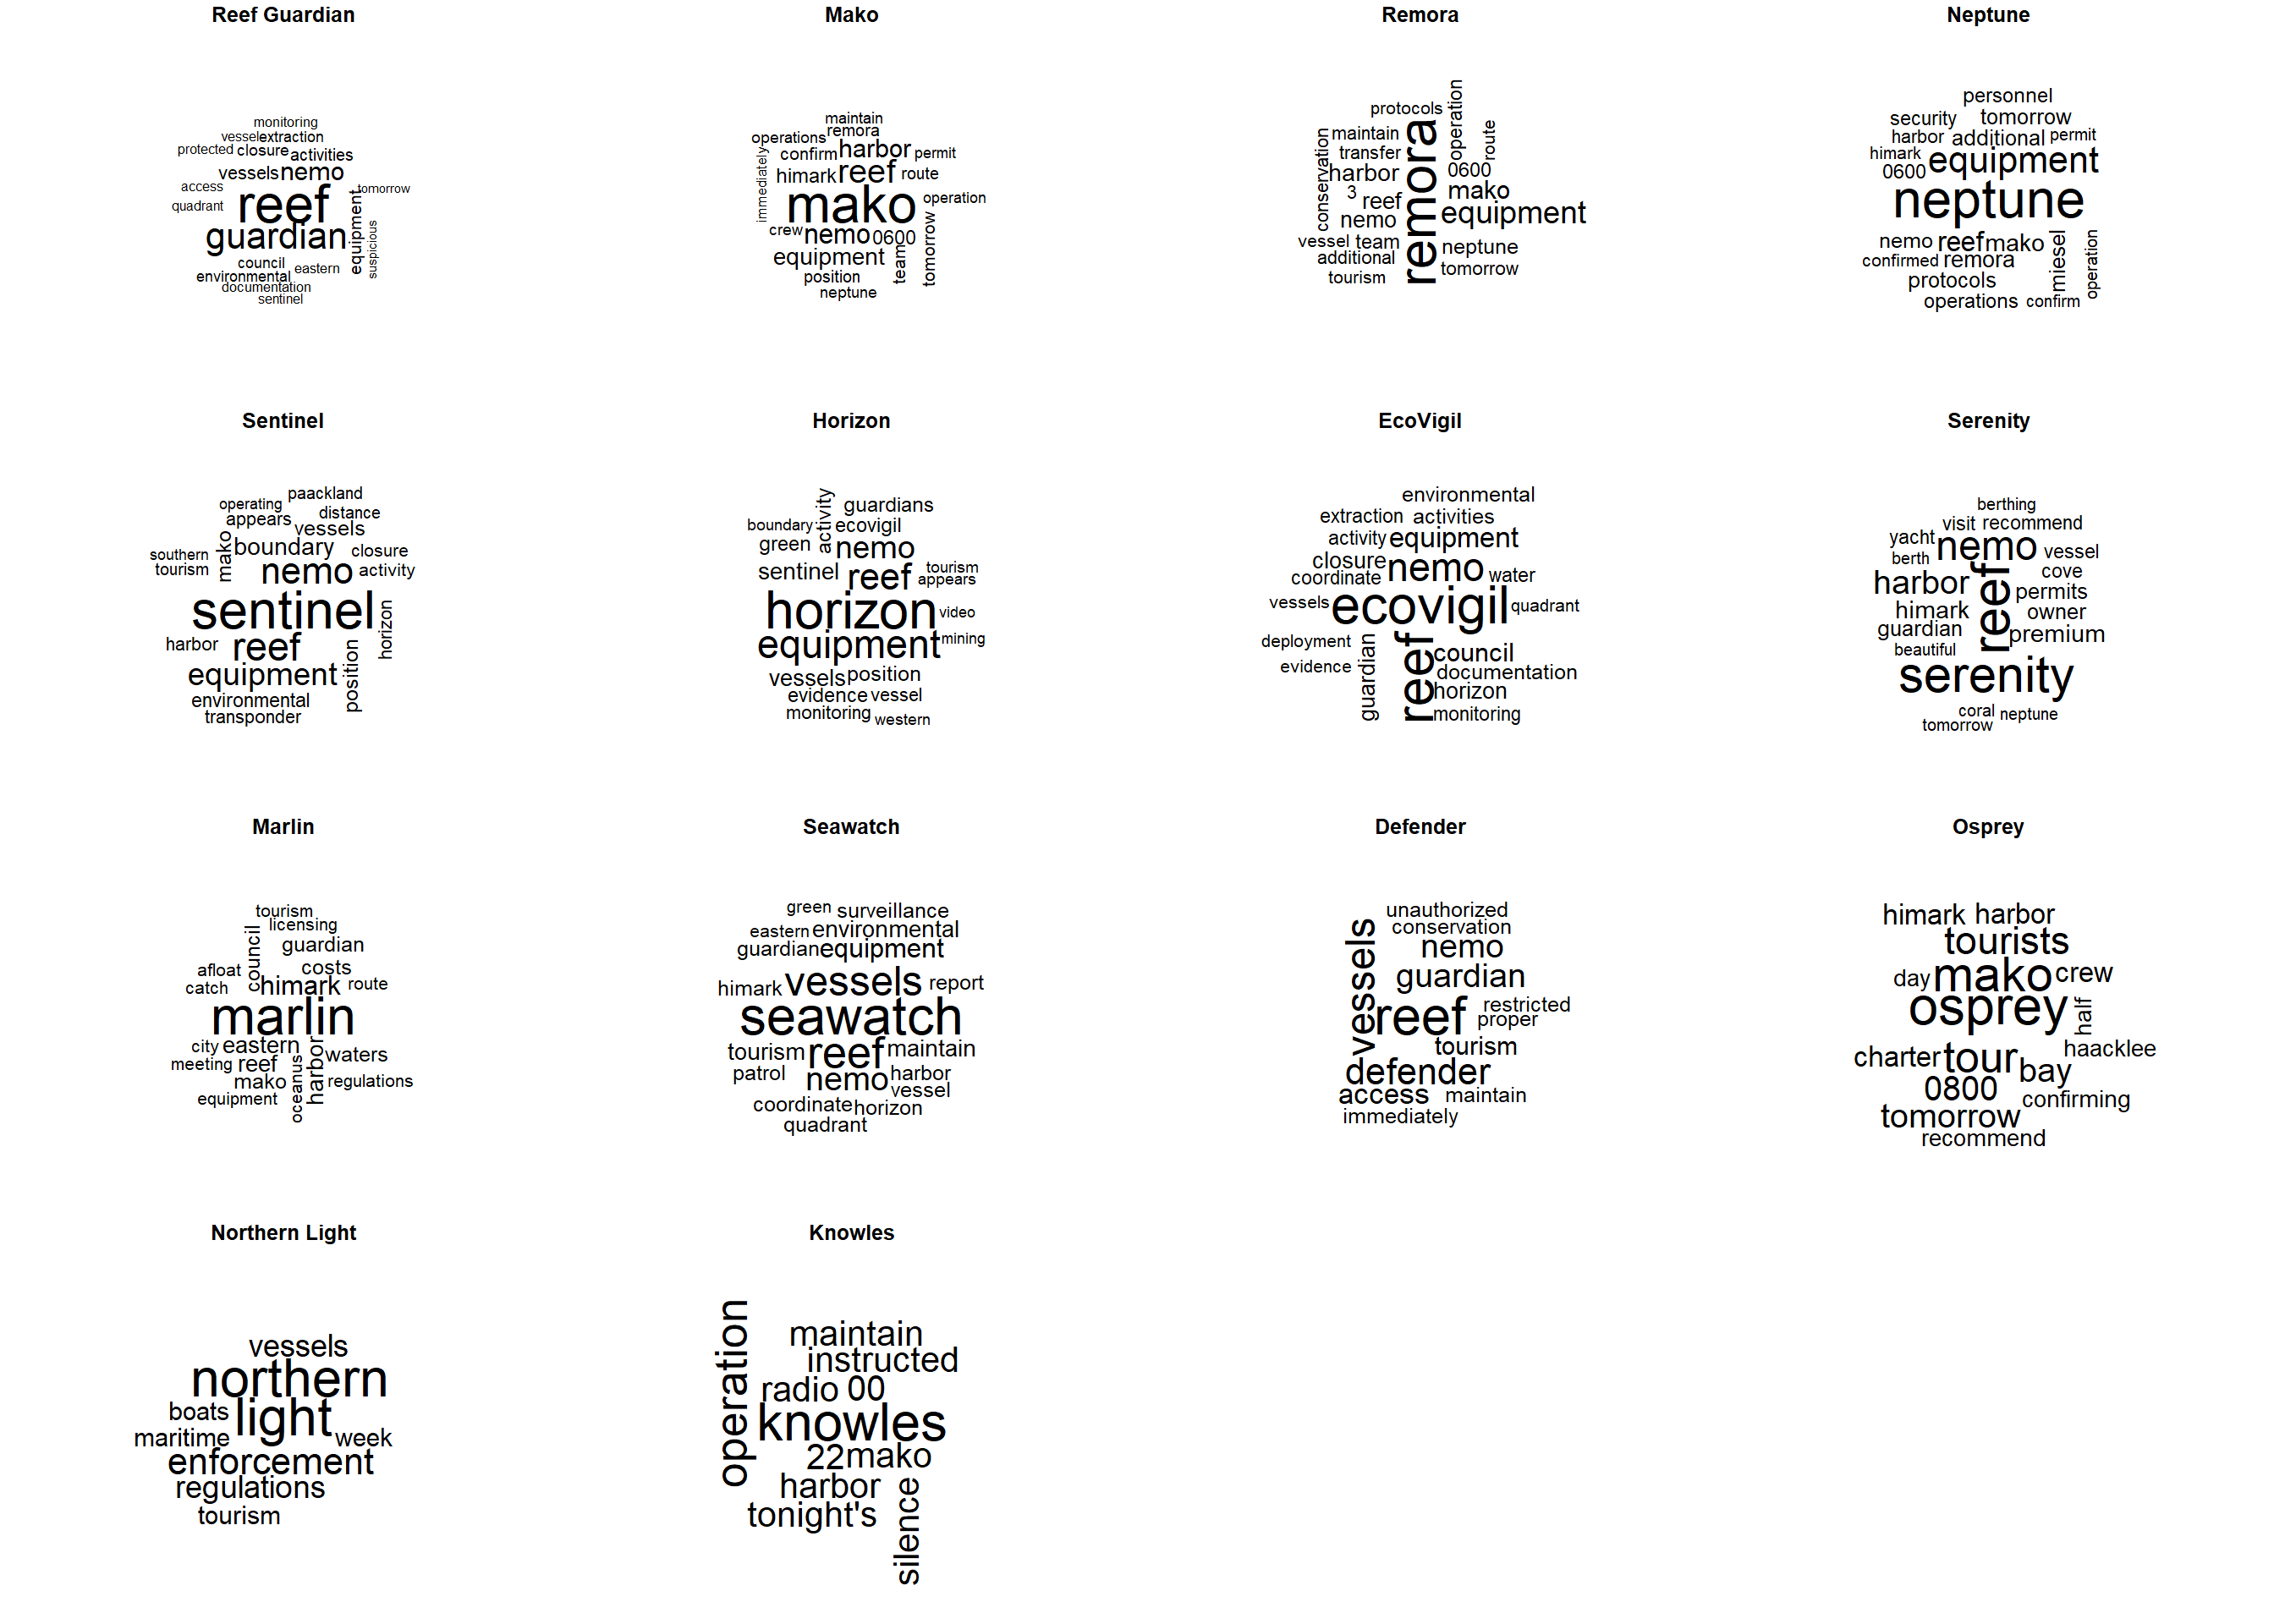 Reef Guardian
monitoring
vessel extraction
protected closure activities
vessels nemo
access
tomorrow
quadrant
reef
equipment
suspicious
guardian
council
eastern
environmental
documentation
sentinel
Mako
maintain
operations remora
immediately
confirm harbor permit
himark reef route
mako operation
crew nemo 0600
equipment team tomorrow
position
neptune
Remora
operation
protocols
conservation
maintain
remora
route
transfer
harbor 0600
3 mako
reef
nemo equipment
vessel team neptune
additional tomorrow
tourism
Neptune
personnel
security tomorrow
harbor additional permit
himark equipment
0600
neptune
nemo reef mako miesel operation
confirmed remora
protocols
operations confirm
Sentinel
paackland
operating distance
appears vessels
mako boundary closure
southern
tourism nemo activity
sentinel
horizon
harbor reef
equipment position
environmental
transponder
Horizon
activity guardians
boundary ecovigil
green nemo
sentinel reef tourism
appears
horizon video
equipment mining
vessels position
evidence vessel
monitoring western
EcoVigil
environmental
extraction activities
activity equipment
closure nemo water
coordinate
vessels ecovigil quadrant
deployment guardian reef
council
evidence documentation
horizon
monitoring
Serenity
berthing
visit recommend
yacht nemo vessel
berth reef cove
harbor permits
himark owner
guardian premium
beautiful
serenity
coral neptune
tomorrow
Marlin
tourism
licensing
council guardian
afloat costs
catch himark route
marlin
city eastern harbor waters
meeting reef oceanus
mako regulations
equipment
Seawatch
green surveillance
eastern environmental
guardian equipment
himark vessels report
seawatch
tourism reef maintain
patrol nemo harbor
vessel
coordinate horizon
quadrant
Defender
unauthorized
vessels conservation
nemo
guardian
reef restricted
proper
tourism
defender
access maintain
immediately
Osprey
himark harbor
tourists
day mako crew
osprey half
charter tour haacklee
0800 bay
tomorrow confirming
recommend
Northern Light
vessels
northern
boats light
maritime week
enforcement
regulations
tourism
Knowles
operation maintain
instructed
radio 00
knowles
22 mako
harbor silence
tonight's